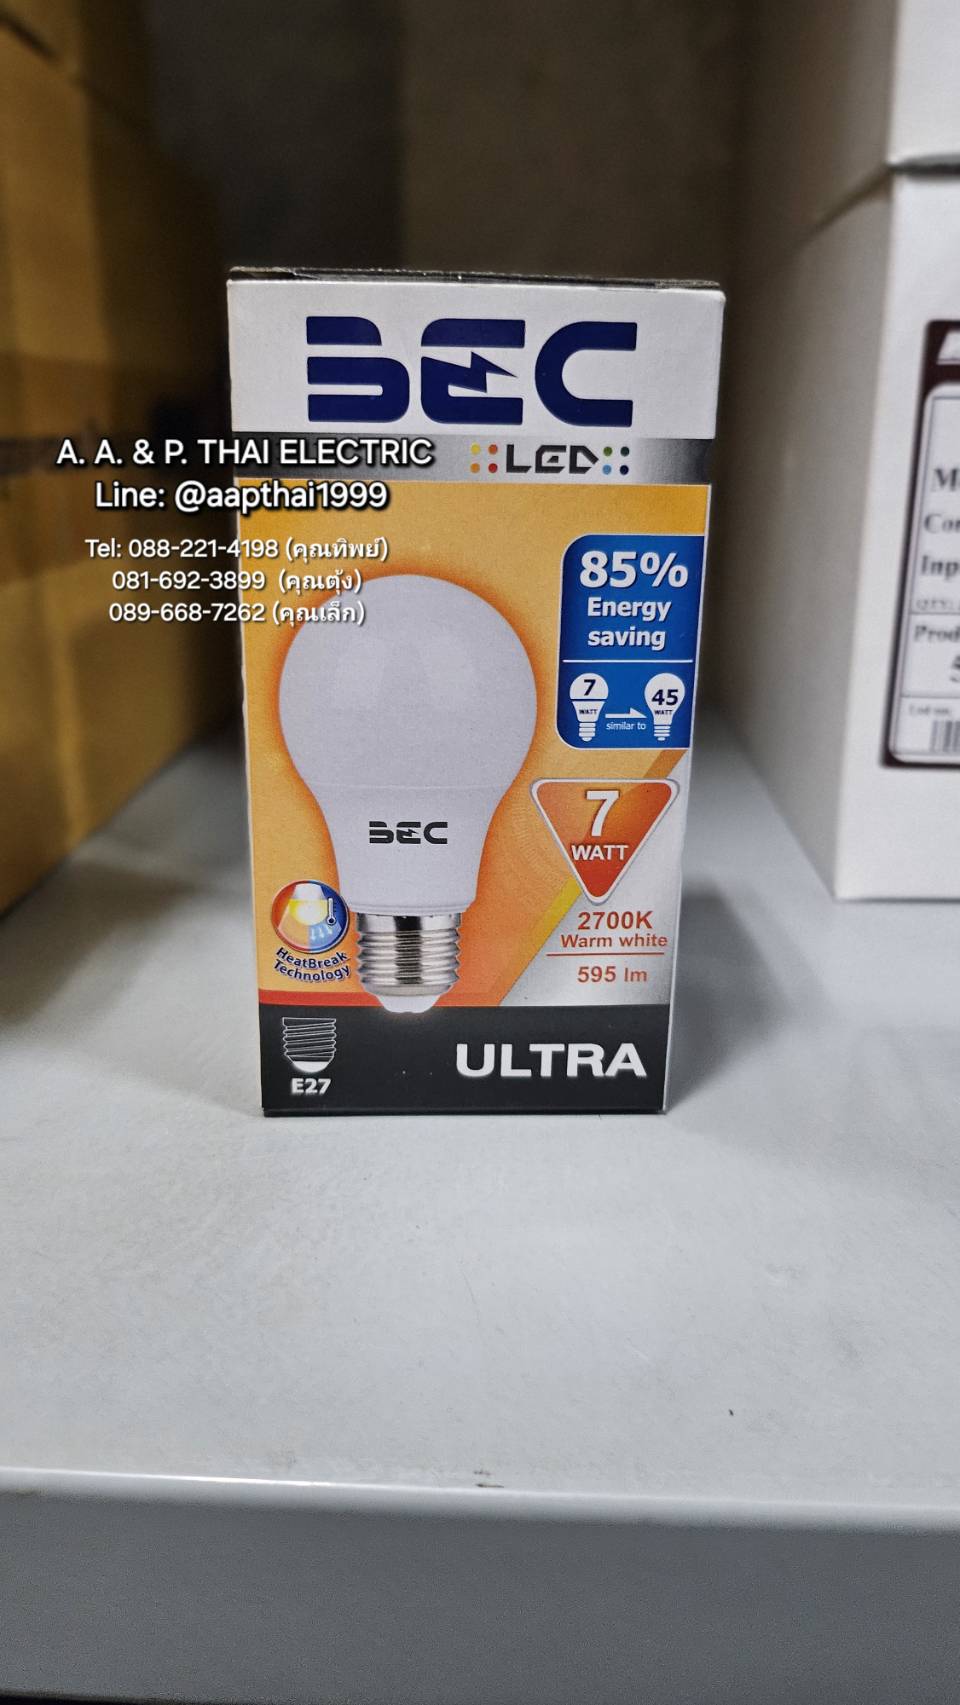 BEC
LED
A. A. & P. THAI ELECTRIC
Line: @aapthai1999
Tel: 088-221-4198 (คุณทิพย์)
081-692-3899 (คุณตุ้ง)
089-668-7262 (คุณเล็ก)
85%
Energy
saving
7
WATT
similar to
45
WATT
BEC
7
WATT
2700K
Warm white
595 lm
HeatBreak
Technology
E27
ULTRA